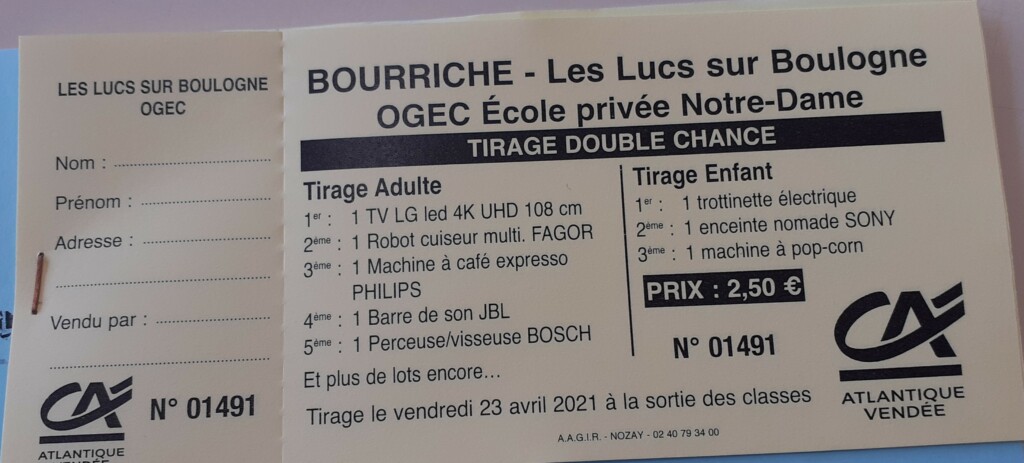 LES LUCS SUR BOULOGNE
OGEC
Nom :
Prénom :
Adresse :
Vendu par :
CA
N° 01491
ATLANTIQUE
VENDÉE
BOURRICHE - Les Lucs sur Boulogne
OGEC École privée Notre-Dame
TIRAGE DOUBLE CHANCE
Tirage Adulte
1er : 1 TV LG led 4K UHD 108 cm
2ème : 1 Robot cuiseur multi. FAGOR
3ème : 1 Machine à café expresso
PHILIPS
4ème : 1 Barre de son JBL
5ème : 1 Perceuse/visseuse BOSCH
Et plus de lots encore...
Tirage Enfant
1er : 1 trottinette électrique
2ème : 1 enceinte nomade SONY
3ème : 1 machine à pop-corn
PRIX : 2,50 €
N° 01491
CA
ATLANTIQUE
VENDÉE
Tirage le vendredi 23 avril 2021 à la sortie des classes
A.A.G.I.R. - NOZAY - 02 40 79 34 00